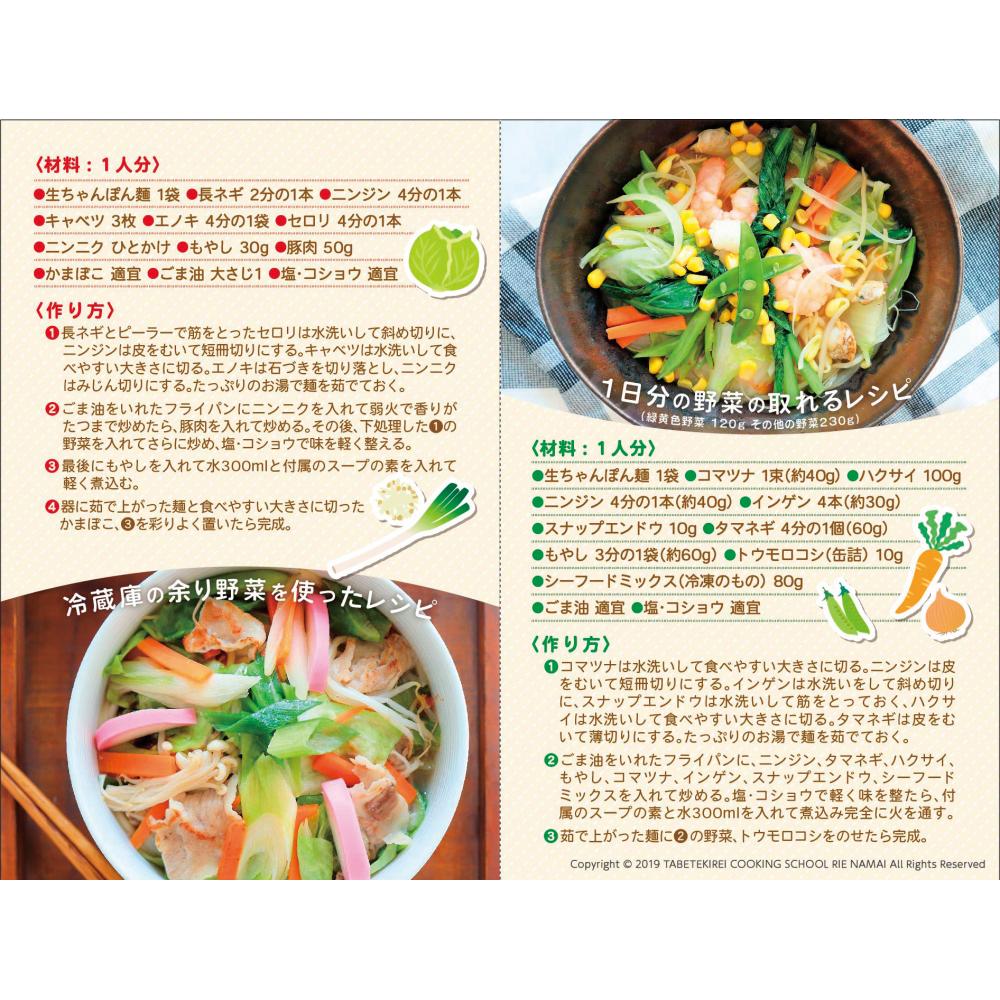 〈材料：1人分〉
●生ちゃんぽん麺 1袋 ●長ネギ 2分の1本 ●ニンジン 4分の1本
●キャベツ 3枚 ●エノキ 4分の1袋 ●セロリ 4分の1本
●ニンニク ひとかけ ●もやし 30g ●豚肉 50g
●かまぼこ 適宜 ●ごま油 大さじ1 ●塩・コショウ 適宜
〈作り方〉
❶長ネギとピーラーで筋をとったセロリは水洗いして斜め切りに、
ニンジンは皮をむいて短冊切りにする。キャベツは水洗いして食
べやすい大きさに切る。エノキは石づきを切り落とし、ニンニク
はみじん切りにする。たっぷりのお湯で麺を茹でておく。
❷ごま油をいれたフライパンにニンニクを入れて弱火で香りが
たつまで炒めたら、豚肉を入れて炒める。その後、下処理した❶の
野菜を入れてさらに炒め、塩・コショウで味を軽く整える。
❸最後にもやしを入れて水300mlと付属のスープの素を入れて
軽く煮込む。
❹器に茹で上がった麺と食べやすい大きさに切った
かまぼこ、❸を彩りよく置いたら完成。
冷蔵庫の余り野菜を使ったレシピ
1日分の野菜の取れるレシピ
(緑黄色野菜 120g その他の野菜230g)
〈材料：1人分〉
●生ちゃんぽん麺 1袋 ●コマツナ 1束(約40g) ●ハクサイ 100g
●ニンジン 4分の1本(約40g) ●インゲン 4本(約30g)
●スナップエンドウ 10g ●タマネギ 4分の1個(60g)
●もやし 3分の1袋(約60g) ●トウモロコシ(缶詰) 10g
●シーフードミックス(冷凍のもの) 80g
●ごま油 適宜 ●塩・コショウ 適宜
〈作り方〉
❶コマツナは水洗いして食べやすい大きさに切る。ニンジンは皮
をむいて短冊切りにする。インゲンは水洗いをして斜め切り
に、スナップエンドウは水洗いして筋をとっておく、ハクサ
イは水洗いして食べやすい大きさに切る。タマネギは皮をむ
いて薄切りにする。たっぷりのお湯で麺を茹でておく。
❷ごま油をいれたフライパンに、ニンジン、タマネギ、ハクサイ、
もやし、コマツナ、インゲン、スナップエンドウ、シーフード
ミックスを入れて炒める。塩・コショウで軽く味を整たら、付
属のスープの素と水300mlを入れて煮込み完全に火を通す。
❸茹で上がった麺に❷の野菜、トウモロコシをのせたら完成。
Copyright © 2019 TABETEKIREI COOKING SCHOOL RIE NAMAI All Rights Reserved